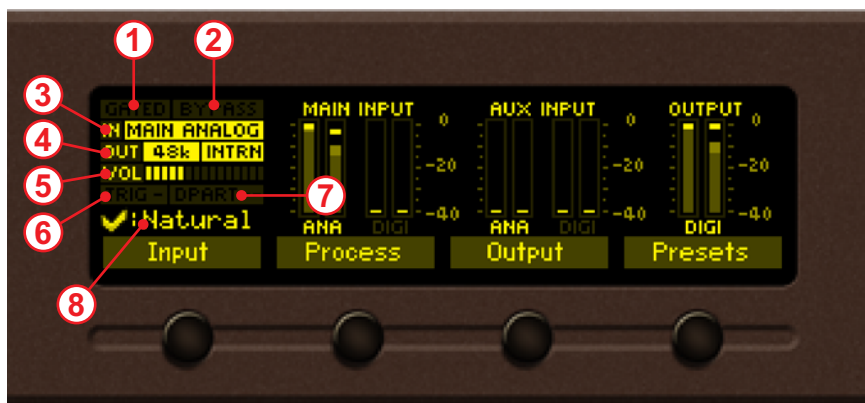 1
2
3
4
5
6
7
8
GATED BYPASS
IN MAIN ANALOG
OUT 48k INTRN
VOL
TRIG - DPART
✔:Natural
MAIN INPUT
0
-20
-40
ANA DIGI
AUX INPUT
0
-20
-40
ANA DIGI
OUTPUT
0
-20
-40
DIGI
Input Process Output Presets